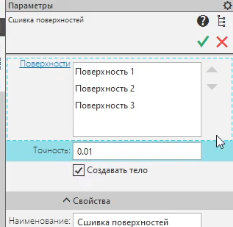 Параметры
Сшивка поверхностей
Поверхности
Поверхность 1
Поверхность 2
Поверхность 3
Точность: 0.01
Создавать тело
Свойства
Наименование: Сшивка поверхностей